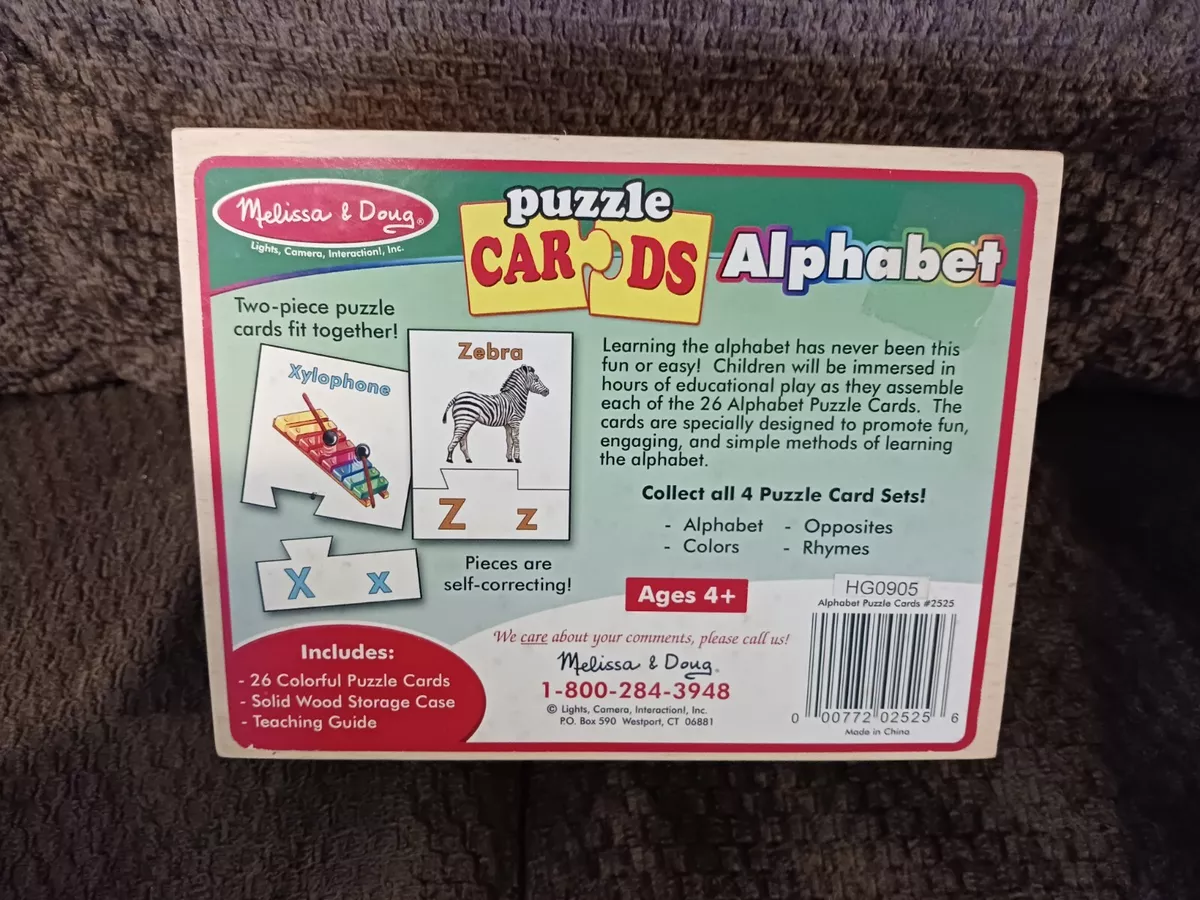 Melissa & Doug®
Lights, Camera, Interaction!, Inc.
puzzle
CARDS
Alphabet
Two-piece puzzle
cards fit together!
Xylophone
X x
Zebra
Z z
Pieces are
self-correcting!
Learning the alphabet has never been this
fun or easy! Children will be immersed in
hours of educational play as they assemble
each of the 26 Alphabet Puzzle Cards. The
cards are specially designed to promote fun,
engaging, and simple methods of learning
the alphabet.
Collect all 4 Puzzle Card Sets!
- Alphabet - Opposites
- Colors - Rhymes
Ages 4+
Includes:
- 26 Colorful Puzzle Cards
- Solid Wood Storage Case
- Teaching Guide
We care about your comments, please call us!
Melissa & Doug®
1-800-284-3948
© Lights, Camera, Interaction!, Inc.
P.O. Box 590 Westport, CT 06881
HG0905
Alphabet Puzzle Cards #2525
0 00772 02525 6
Made in China